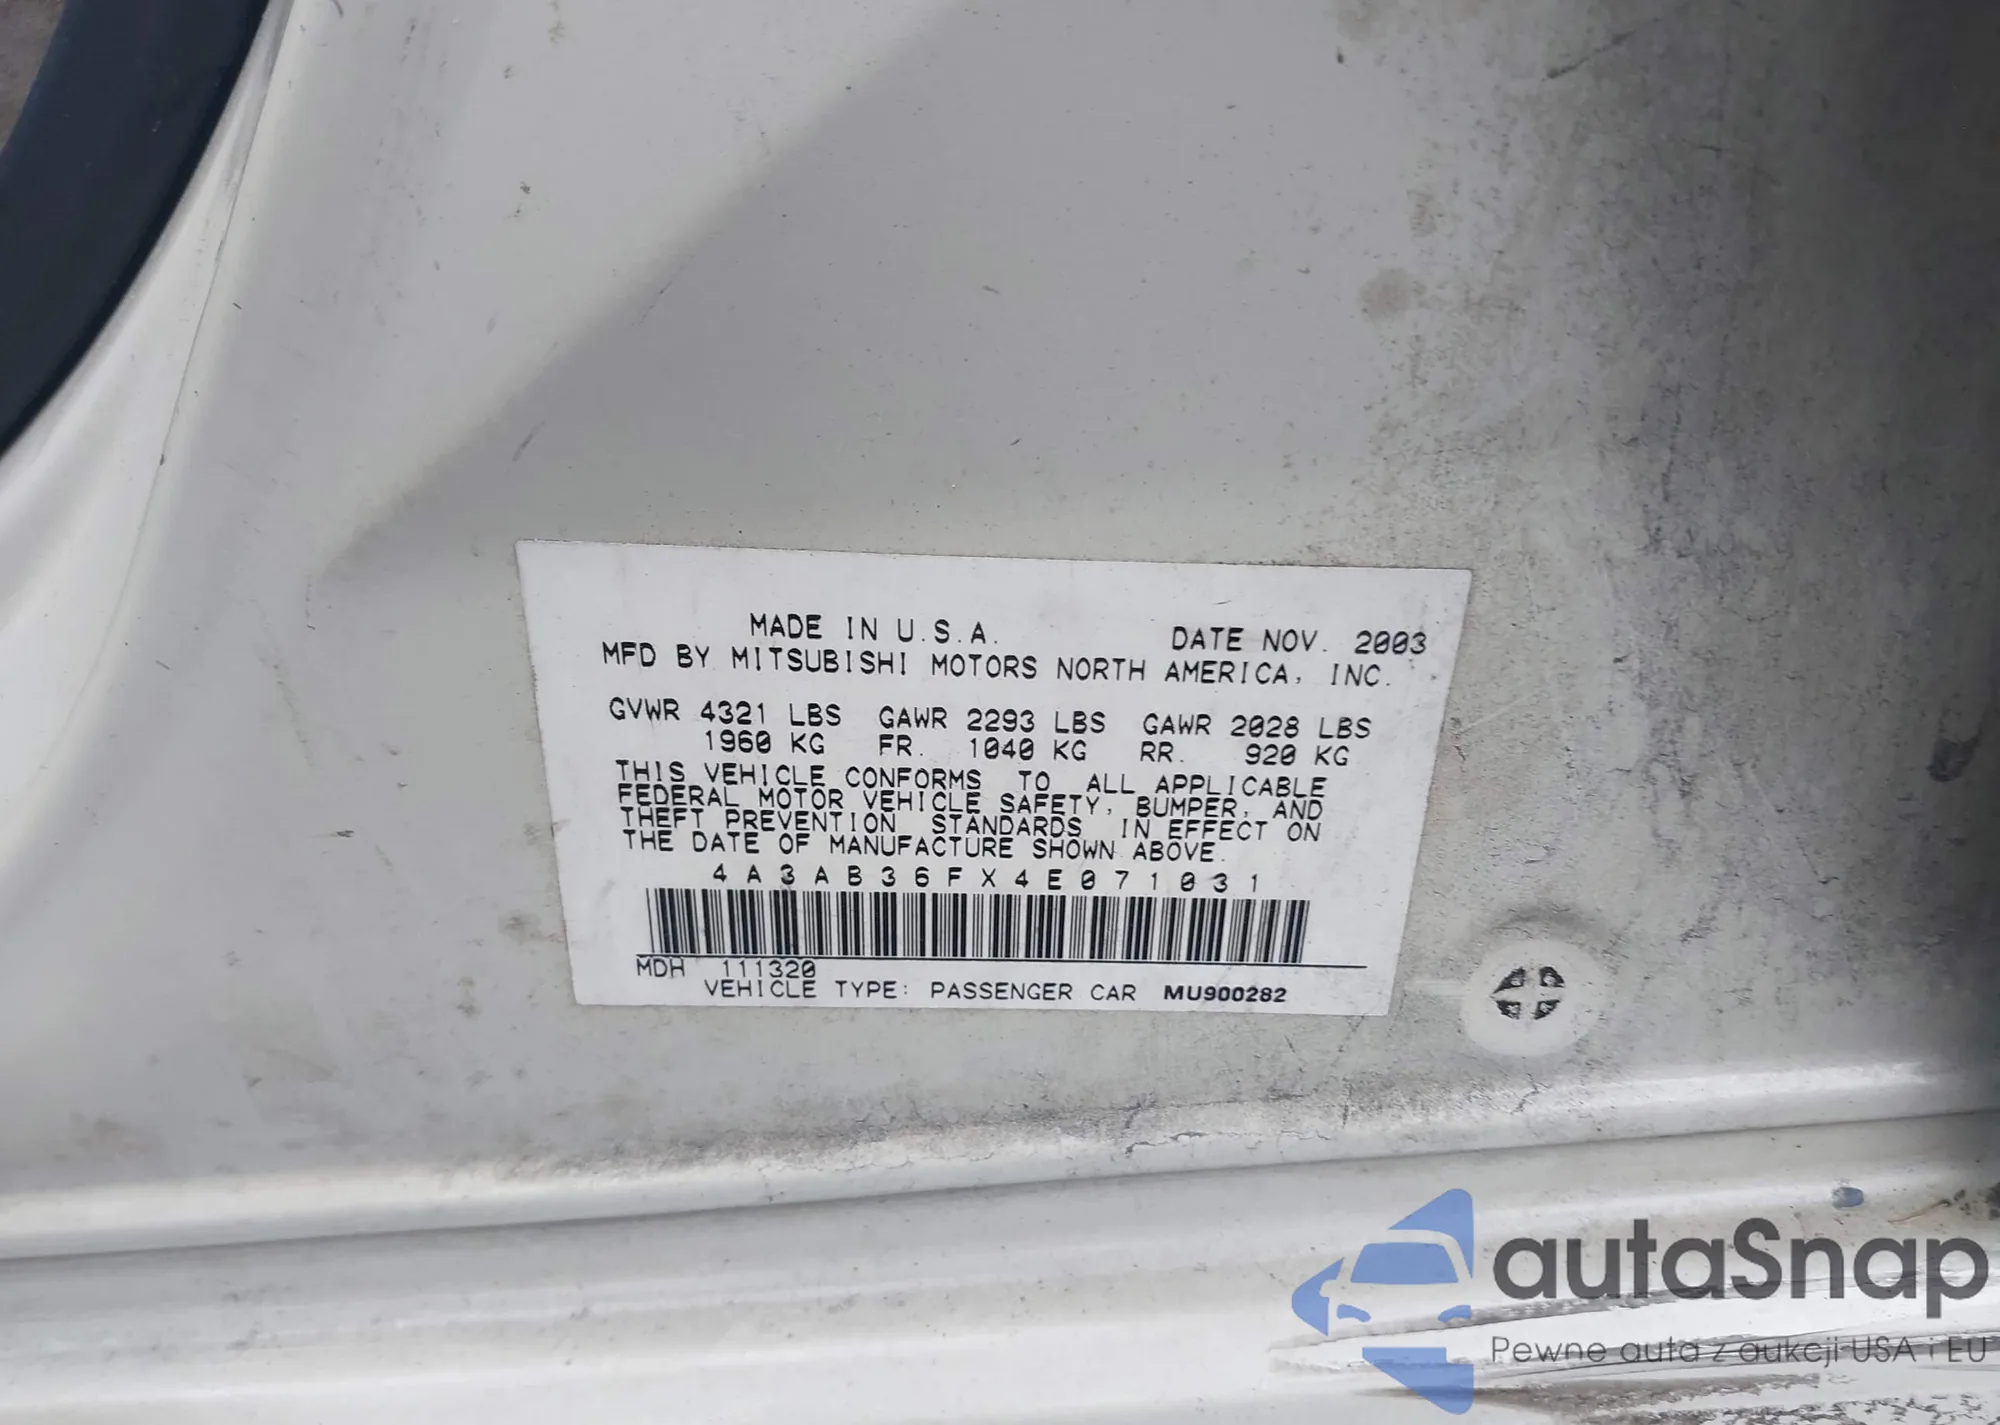 MADE IN U.S.A. DATE NOV. 2003
MFD BY MITSUBISHI MOTORS NORTH AMERICA, INC.
GVWR 4321 LBS GAWR 2293 LBS GAWR 2028 LBS
1960 KG FR. 1040 KG RR. 920 KG
THIS VEHICLE CONFORMS TO ALL APPLICABLE
FEDERAL MOTOR VEHICLE SAFETY, BUMPER, AND
THEFT PREVENTION STANDARDS IN EFFECT ON
THE DATE OF MANUFACTURE SHOWN ABOVE.
4A3AB36FX4E071031
MDH 111320
VEHICLE TYPE: PASSENGER CAR MU900282
autaSnap
Pewne auta z aukcji USA i EU